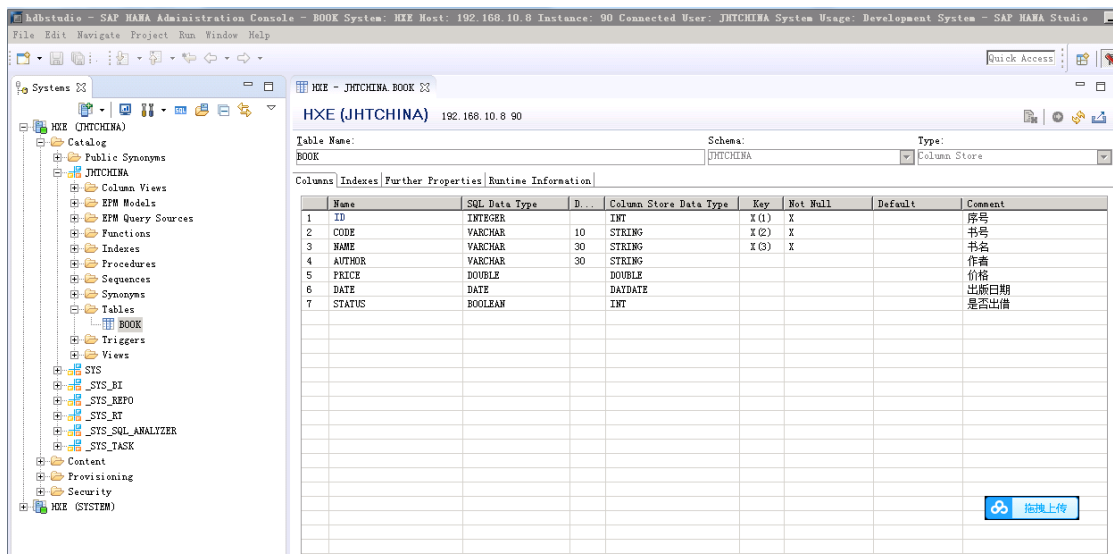 hdbstudio - SAP HANA Administration Console - BOOK System: HXE Host: 192.168.10.8 Instance: 90 Connected User: JHTCHINA System Usage: Development System - SAP HANA Studio
File Edit Navigate Project Run Window Help
Quick Access
Systems
HXE (JHTCHINA)
Catalog
Public Synonyms
JHTCHINA
Column Views
EPM Models
EPM Query Sources
Functions
Indexes
Procedures
Sequences
Synonyms
Tables
BOOK
Triggers
Views
SYS
_SYS_BI
_SYS_REPO
_SYS_RT
_SYS_SQL_ANALYZER
_SYS_TASK
Content
Provisioning
Security
HXE (SYSTEM)
HXE - JHTCHINA.BOOK
HXE (JHTCHINA) 192.168.10.8 90
Table Name: Schema: Type:
BOOK JHTCHINA Column Store
Columns Indexes Further Properties Runtime Information
Name SQL Data Type D... Column Store Data Type Key Not Null Default Comment
1 ID INTEGER INT X(1) X 序号
2 CODE VARCHAR 10 STRING X(2) X 书号
3 NAME VARCHAR 30 STRING X(3) X 书名
4 AUTHOR VARCHAR 30 STRING 作者
5 PRICE DOUBLE DOUBLE 价格
6 DATE DATE DAYDATE 出版日期
7 STATUS BOOLEAN INT 是否出借
拖拽上传